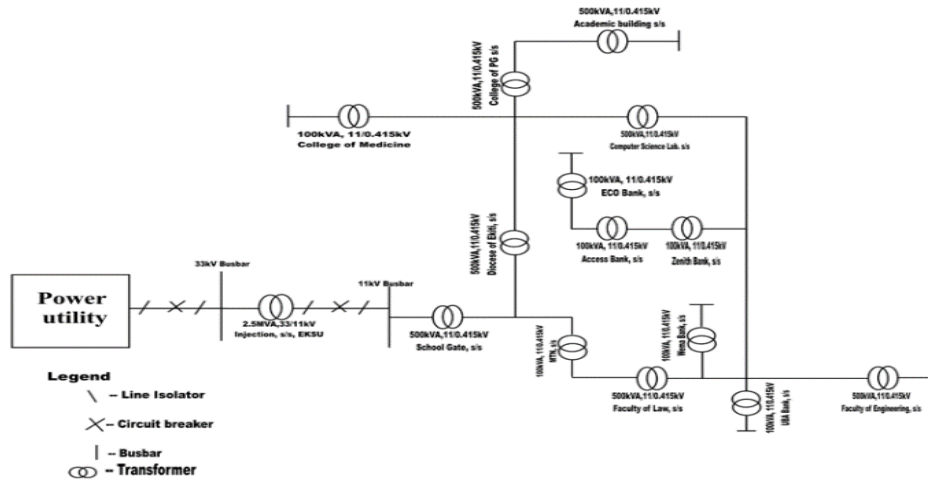 500kVA,11/0.415kV
Academic building s/s
500kVA,11/0.415kV
College of PG s/s
100kVA, 11/0.415kV
College of Medicine
500kVA,11/0.415kV
Computer Science Lab. s/s
100kVA, 11/0.415kV
ECO Bank, s/s
500kVA,11/0.415kV
Diocese of Ekiti, s/s
100kVA, 11/0.415kV
Access Bank, s/s
100kVA, 11/0.415kV
Zenith Bank, s/s
33kV Busbar
11kV Busbar
Power
utility
2.5MVA,33/11kV
Injection, s/s, EKSU
500kVA,11/0.415kV
School Gate, s/s
100kVA, 11/0.415kV
MTN, s/s
100kVA, 11/0.415kV
Wema Bank, s/s
500kVA,11/0.415kV
Faculty of Law, s/s
100kVA, 11/0.415kV
UBA Bank, s/s
500kVA,11/0.415kV
Faculty of Engineering, s/s
Legend
-- Line Isolator
-- Circuit breaker
-- Busbar
-- Transformer